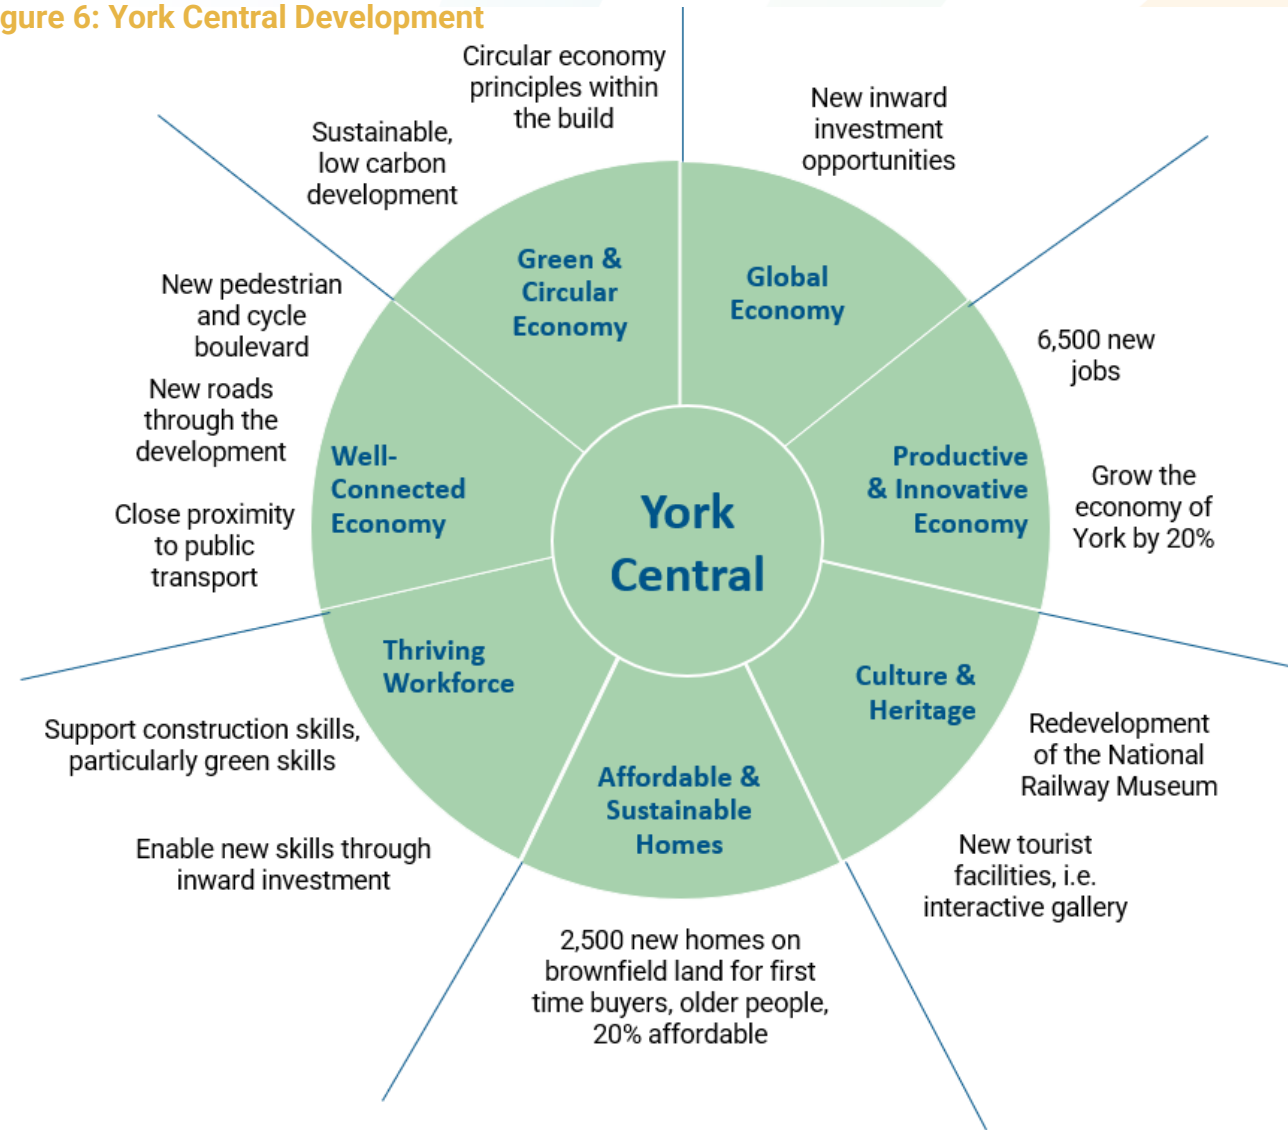 gure 6: York Central Development
Circular economy
principles within
the build
New inward
investment
opportunities
Sustainable,
low carbon
development
Green &
Circular
Economy
Global
Economy
New pedestrian
and cycle
boulevard
6,500 new
jobs
New roads
through the
development
Well-
Connected
Economy
Productive
& Innovative
Economy
Grow the
economy of
York by 20%
York
Central
Close proximity
to public
transport
Thriving
Workforce
Culture &
Heritage
Support construction skills,
particularly green skills
Redevelopment
of the National
Railway Museum
Affordable &
Sustainable
Homes
Enable new skills through
inward investment
New tourist
facilities, i.e.
interactive gallery
2,500 new homes on
brownfield land for first
time buyers, older people,
20% affordable